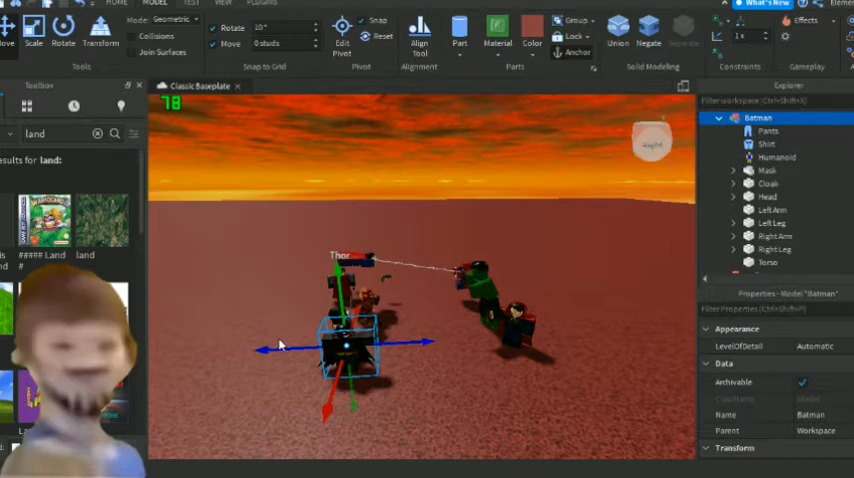 HOME MODEL TEST VIEW PLUGINS
What's New
Mode: Geometric
Collisions
Join Surfaces
Move Scale Rotate Transform
Tools
Rotate 10°
Move 0 studs
Snap to Grid
Edit Pivot
Snap
Reset
Pivot
Align Tool
Alignment
Part
Material
Color
Group
Lock
Anchor
Parts
Union Negate Separate
Solid Modeling
1x
Constraints
Effects
Gameplay
Toolbox
Classic Baseplate
Explorer
Filter workspace (Ctrl+Shift+X)
land
results for land:
##### Land
#
land
78
Thor
Right
Batman
Pants
Shirt
Humanoid
Mask
Cloak
Head
Left Arm
Left Leg
Right Arm
Right Leg
Torso
Properties - Model "Batman"
Filter Properties (Ctrl+Shift+P)
Appearance
LevelOfDetail Automatic
Data
Archivable
ClassName Model
Name Batman
Parent Workspace
Transform